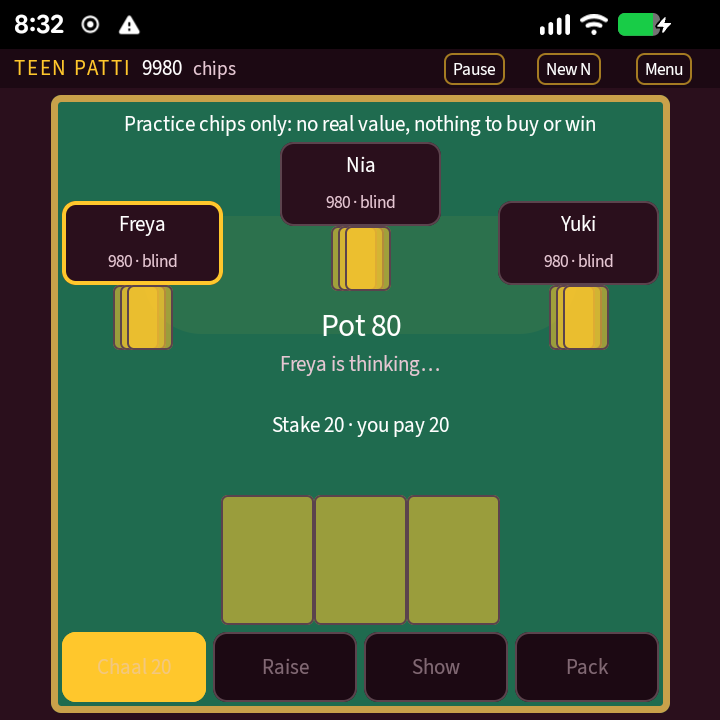 8:32
TEEN PATTI 9980 chips
Pause
New N
Menu
Practice chips only: no real value, nothing to buy or win
Nia
980 · blind
Freya
980 · blind
Yuki
980 · blind
Pot 80
Freya is thinking...
Stake 20 · you pay 20
Chaal 20
Raise
Show
Pack